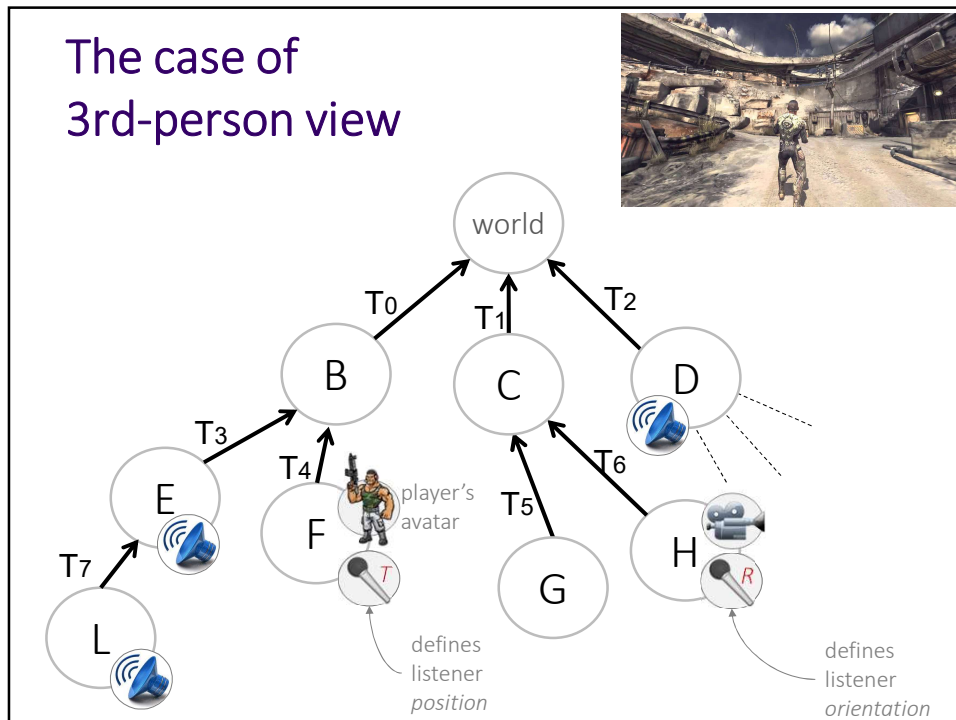 The case of
3rd-person view
world
T0
T1
T2
B
C
D
T3
T4
T5
T6
E
F
player's
avatar
T
G
H
R
T7
L
defines
listener
position
defines
listener
orientation